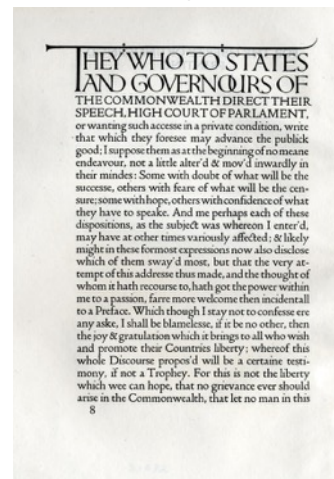 THEY WHO TO STATES
AND GOVERNOURS OF
THE COMMONWEALTH DIRECT THEIR
SPEECH, HIGH COURT OF PARLAMENT,
or wanting such accesse in a private condition, write
that which they foresee may advance the publick
good; I suppose them as at the beginning of no meane
endeavour, not a little alter'd & mov'd inwardly in
their mindes: Some with doubt of what will be the
successe, others with feare of what will be the cen-
sure; some with hope, others with confidence of what
they have to speake. And me perhaps each of these
dispositions, as the subject was whereon I enter'd,
may have at other times variously affected; & likely
might in these formost expressions now also disclose
which of them sway'd most, but that the very at-
tempt of this addresse thus made, and the thought of
whom it hath recourse to, hath got the power within
me to a passion, farre more welcome then incidentall
to a Preface. Which though I stay not to confesse ere
any aske, I shall be blamelesse, if it be no other, then
the joy & gratulation which it brings to all who wish
and promote their Countries liberty; whereof this
whole Discourse propos'd will be a certaine testi-
mony, if not a Trophey. For this is not the liberty
which wee can hope, that no grievance ever should
arise in the Commonwealth, that let no man in this
8